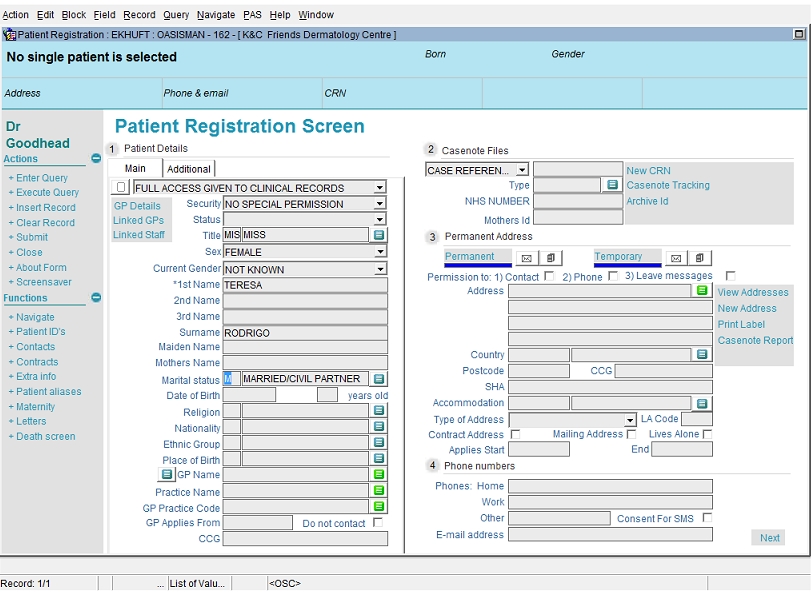 Action Edit Block Field Record Query Navigate PAS Help Window
Patient Registration : EKHUFT : OASISMAN - 162 - [ K&C Friends Dermatology Centre ]
No single patient is selected
Born
Gender
Address
Phone & email
CRN
Dr Goodhead
Actions
+ Enter Query
+ Execute Query
+ Insert Record
+ Clear Record
+ Submit
+ Close
+ About Form
+ Screensaver
Functions
+ Navigate
+ Patient ID's
+ Contacts
+ Contracts
+ Extra info
+ Patient aliases
+ Maternity
+ Letters
+ Death screen
Patient Registration Screen
1 Patient Details
Main Additional
FULL ACCESS GIVEN TO CLINICAL RECORDS
GP Details
Linked GPs
Linked Staff
Security NO SPECIAL PERMISSION
Status
Title MIS MISS
Sex FEMALE
Current Gender NOT KNOWN
*1st Name TERESA
2nd Name
3rd Name
Surname RODRIGO
Maiden Name
Mothers Name
Marital status M MARRIED/CIVIL PARTNER
Date of Birth years old
Religion
Nationality
Ethnic Group
Place of Birth
GP Name
Practice Name
GP Practice Code
GP Applies From Do not contact
CCG
2 Casenote Files
CASE REFEREN...
Type
NHS NUMBER
Mothers Id
New CRN
Casenote Tracking
Archive Id
3 Permanent Address
Permanent Temporary
Permission to: 1) Contact 2) Phone 3) Leave messages
Address
View Addresses
New Address
Print Label
Casenote Report
Country
Postcode CCG
SHA
Accommodation
Type of Address LA Code
Contract Address Mailing Address Lives Alone
Applies Start End
4 Phone numbers
Phones: Home
Work
Other Consent For SMS
E-mail address
Next
Record: 1/1 ... List of Valu... <OSC>